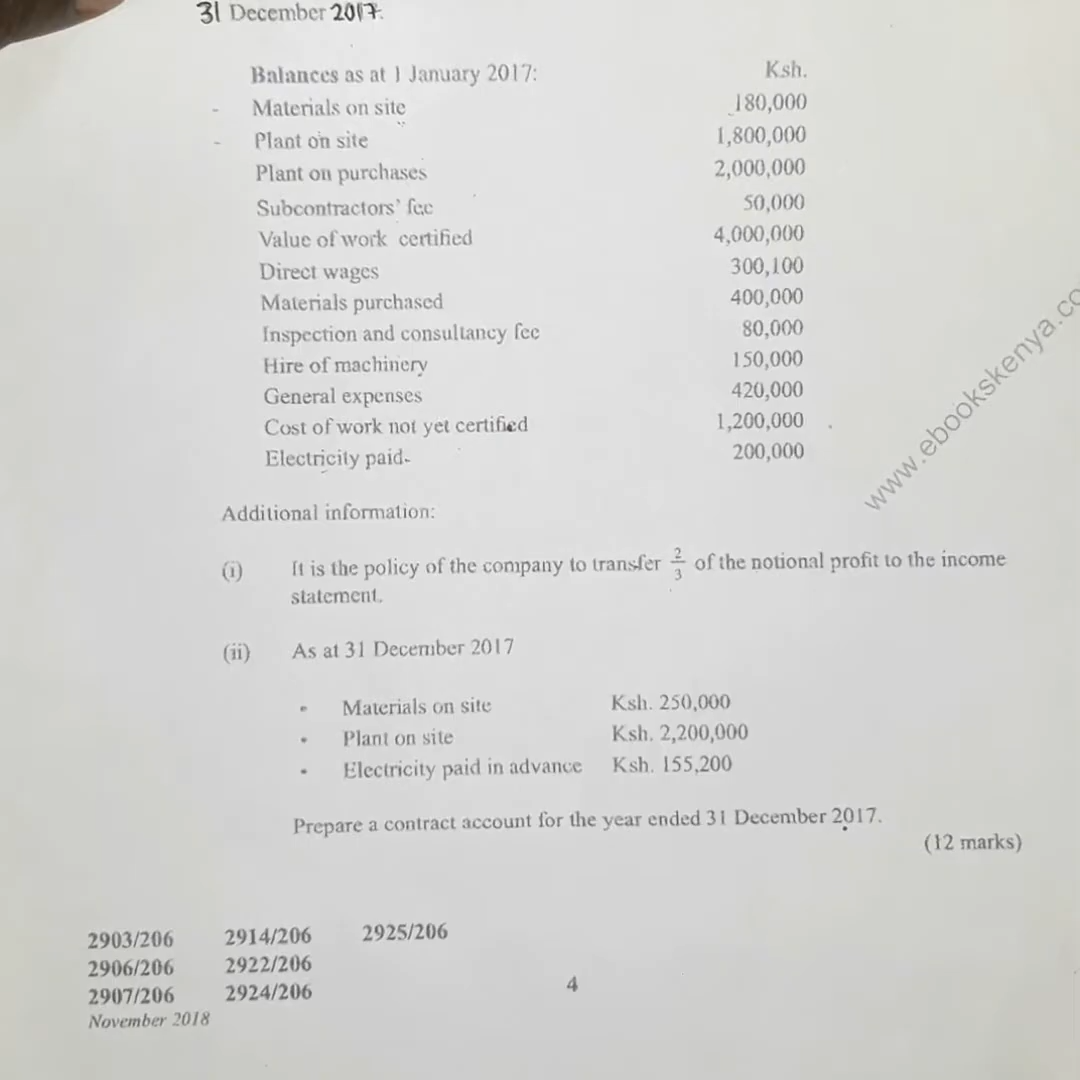 31 December 2017.
Balances as at 1 January 2017: Ksh.
- Materials on site 180,000
- Plant on site 1,800,000
Plant on purchases 2,000,000
Subcontractors' fee 50,000
Value of work certified 4,000,000
Direct wages 300,100
Materials purchased 400,000
Inspection and consultancy fee 80,000
Hire of machinery 150,000
General expenses 420,000
Cost of work not yet certified 1,200,000
Electricity paid- 200,000
www.ebookskenya.co
Additional information:
(i) It is the policy of the company to transfer 2/3 of the notional profit to the income
statement.
(ii) As at 31 December 2017
• Materials on site Ksh. 250,000
• Plant on site Ksh. 2,200,000
• Electricity paid in advance Ksh. 155,200
Prepare a contract account for the year ended 31 December 2017.
(12 marks)
2903/206 2914/206 2925/206
2906/206 2922/206
2907/206 2924/206
November 2018
4